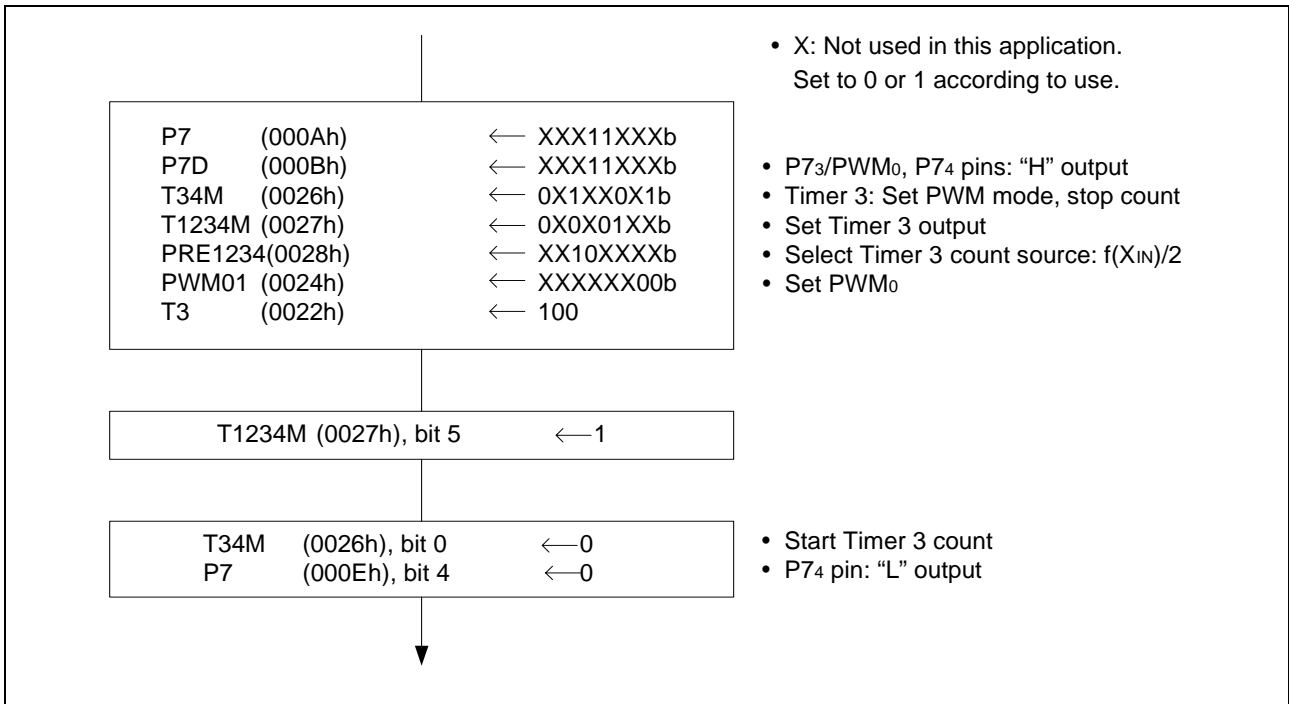 • X: Not used in this application.
Set to 0 or 1 according to use.
P7 (000Ah) ← XXX11XXXb
P7D (000Bh) ← XXX11XXXb
T34M (0026h) ← 0X1XX0X1b
T1234M (0027h) ← 0X0X01XXb
PRE1234(0028h) ← XX10XXXXb
PWM01 (0024h) ← XXXXXX00b
T3 (0022h) ← 100
• P73/PWM0, P74 pins: “H” output
• Timer 3: Set PWM mode, stop count
• Set Timer 3 output
• Select Timer 3 count source: f(XIN)/2
• Set PWM0
T1234M (0027h), bit 5 ←1
T34M (0026h), bit 0 ←0
P7 (000Eh), bit 4 ←0
• Start Timer 3 count
• P74 pin: “L” output